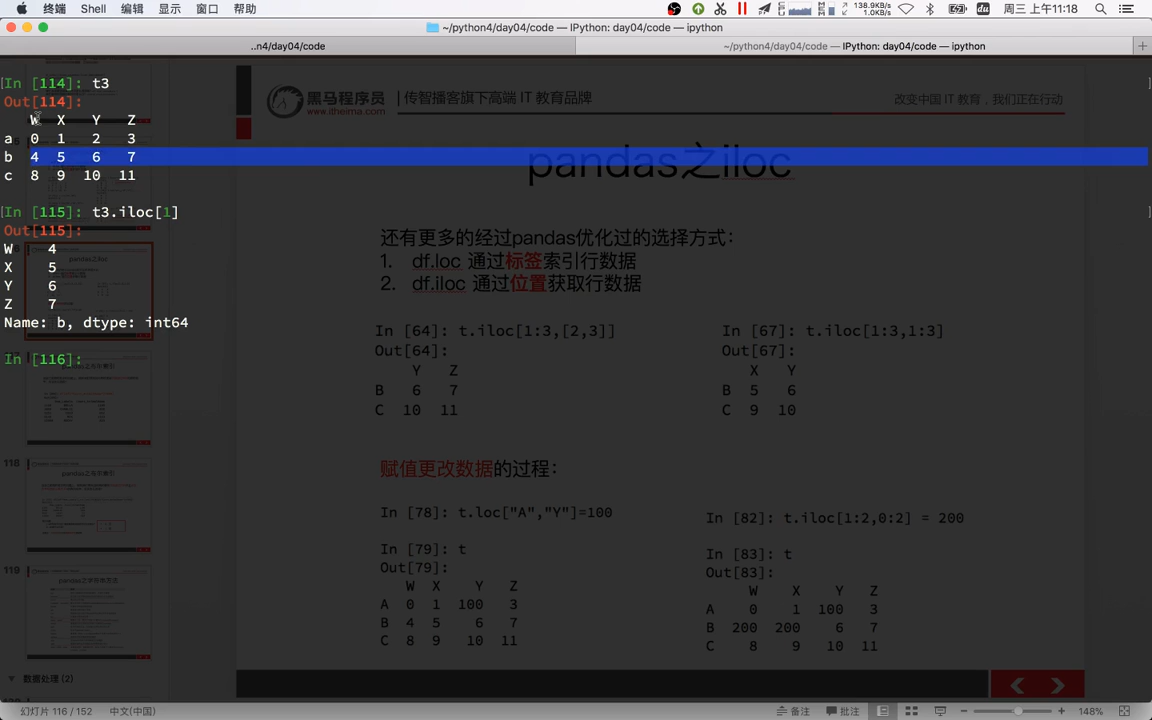 终端 Shell 编辑 显示 窗口 帮助 138.9KB/s 1.0KB/s 周三 上午11:18
~/python4/day04/code — IPython: day04/code — ipython
..n4/day04/code ~/python4/day04/code — IPython: day04/code — ipython
In [114]: t3
Out[114]:
W X Y Z
a 0 1 2 3
b 4 5 6 7
c 8 9 10 11
In [115]: t3.iloc[1]
Out[115]:
W 4
X 5
Y 6
Z 7
Name: b, dtype: int64
In [116]:
黑马程序员 | 传智播客旗下高端 IT 教育品牌
www.itheima.com
改变中国 IT 教育，我们正在行动
pandas之iloc
还有更多的经过pandas优化过的选择方式：
1. df.loc 通过标签索引行数据
2. df.iloc 通过位置获取行数据
In [64]: t.iloc[1:3,[2,3]]
Out[64]:
Y Z
B 6 7
C 10 11
In [67]: t.iloc[1:3,1:3]
Out[67]:
X Y
B 5 6
C 9 10
赋值更改数据的过程：
In [78]: t.loc["A","Y"]=100
In [79]: t
Out[79]:
W X Y Z
A 0 1 100 3
B 4 5 6 7
C 8 9 10 11
In [82]: t.iloc[1:2,0:2] = 200
In [83]: t
Out[83]:
W X Y Z
A 0 1 100 3
B 200 200 6 7
C 8 9 10 11
118
119
数据处理 (2)
幻灯片 116 / 152 中文(中国) 备注 批注 148%